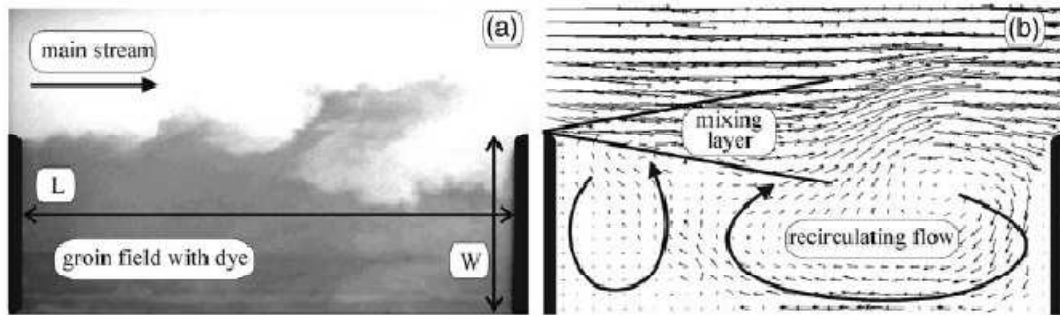 (a)
main stream
L
W
groin field with dye
(b)
mixing
layer
recirculating flow